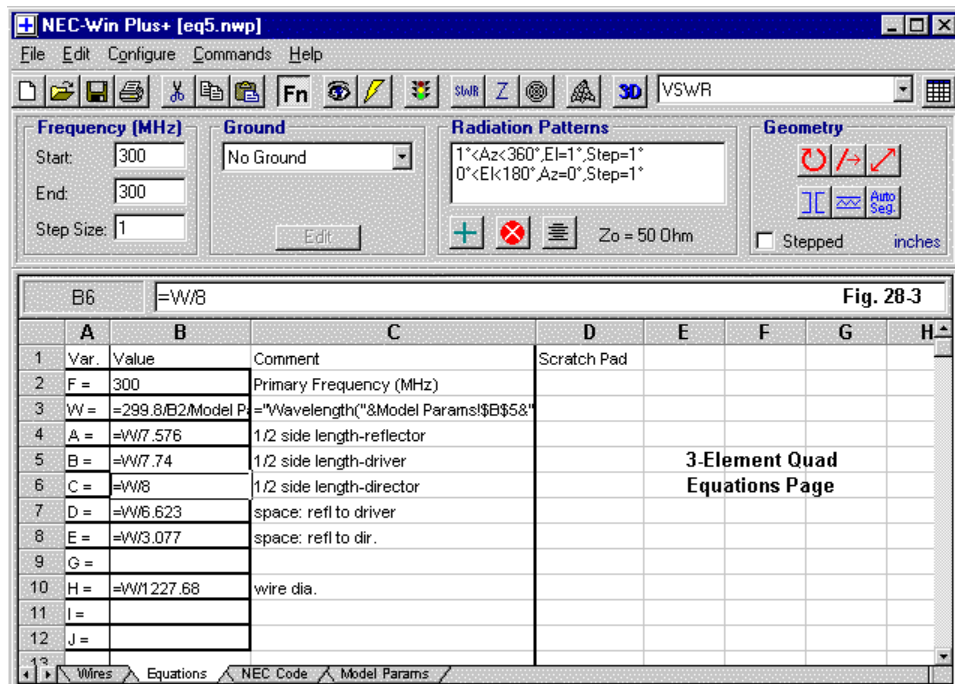 NEC-Win Plus+ [eq5.nwp]
File Edit Configure Commands Help
Fn SWR Z 3D VSWR
Frequency (MHz)
Start: 300
End: 300
Step Size: 1
Ground
No Ground
Edit
Radiation Patterns
1°<Az<360°,El=1°,Step=1°
0°<El<180°,Az=0°,Step=1°
Zo = 50 Ohm
Geometry
Auto
Seg.
Stepped inches
B6 =W/8 Fig. 28-3
A B C D E F G H
1 Var. Value Comment Scratch Pad
2 F = 300 Primary Frequency (MHz)
3 W = =299.8/B2/Model Pa ="Wavelength("&Model Params!$B$5&"
4 A = =W/7.576 1/2 side length-reflector
5 B = =W/7.74 1/2 side length-driver 3-Element Quad
6 C = =W/8 1/2 side length-director Equations Page
7 D = =W/6.623 space: refl to driver
8 E = =W/3.077 space: refl to dir.
9 G =
10 H = =W/1227.68 wire dia.
11 I =
12 J =
13
Wires Equations NEC Code Model Params